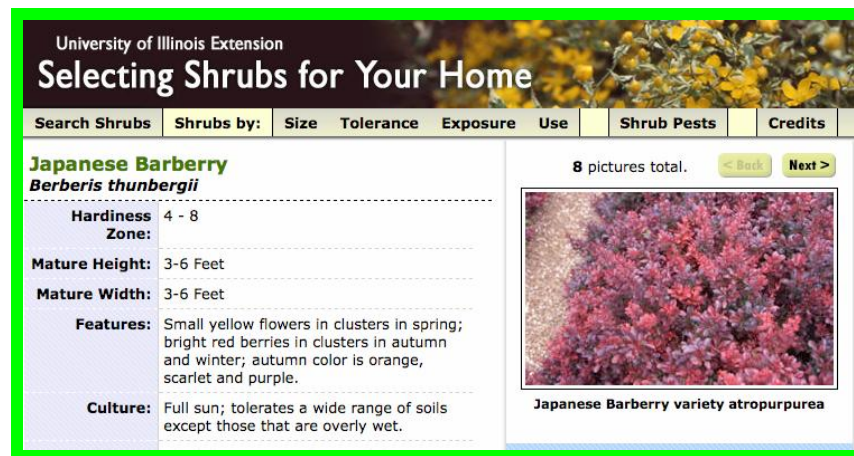 University of Illinois Extension
Selecting Shrubs for Your Home
Search Shrubs Shrubs by: Size Tolerance Exposure Use Shrub Pests Credits
Japanese Barberry
Berberis thunbergii
Hardiness Zone: 4 - 8
Mature Height: 3-6 Feet
Mature Width: 3-6 Feet
Features: Small yellow flowers in clusters in spring;
bright red berries in clusters in autumn
and winter; autumn color is orange,
scarlet and purple.
Culture: Full sun; tolerates a wide range of soils
except those that are overly wet.
8 pictures total. < Back Next >
Japanese Barberry variety atropurpurea